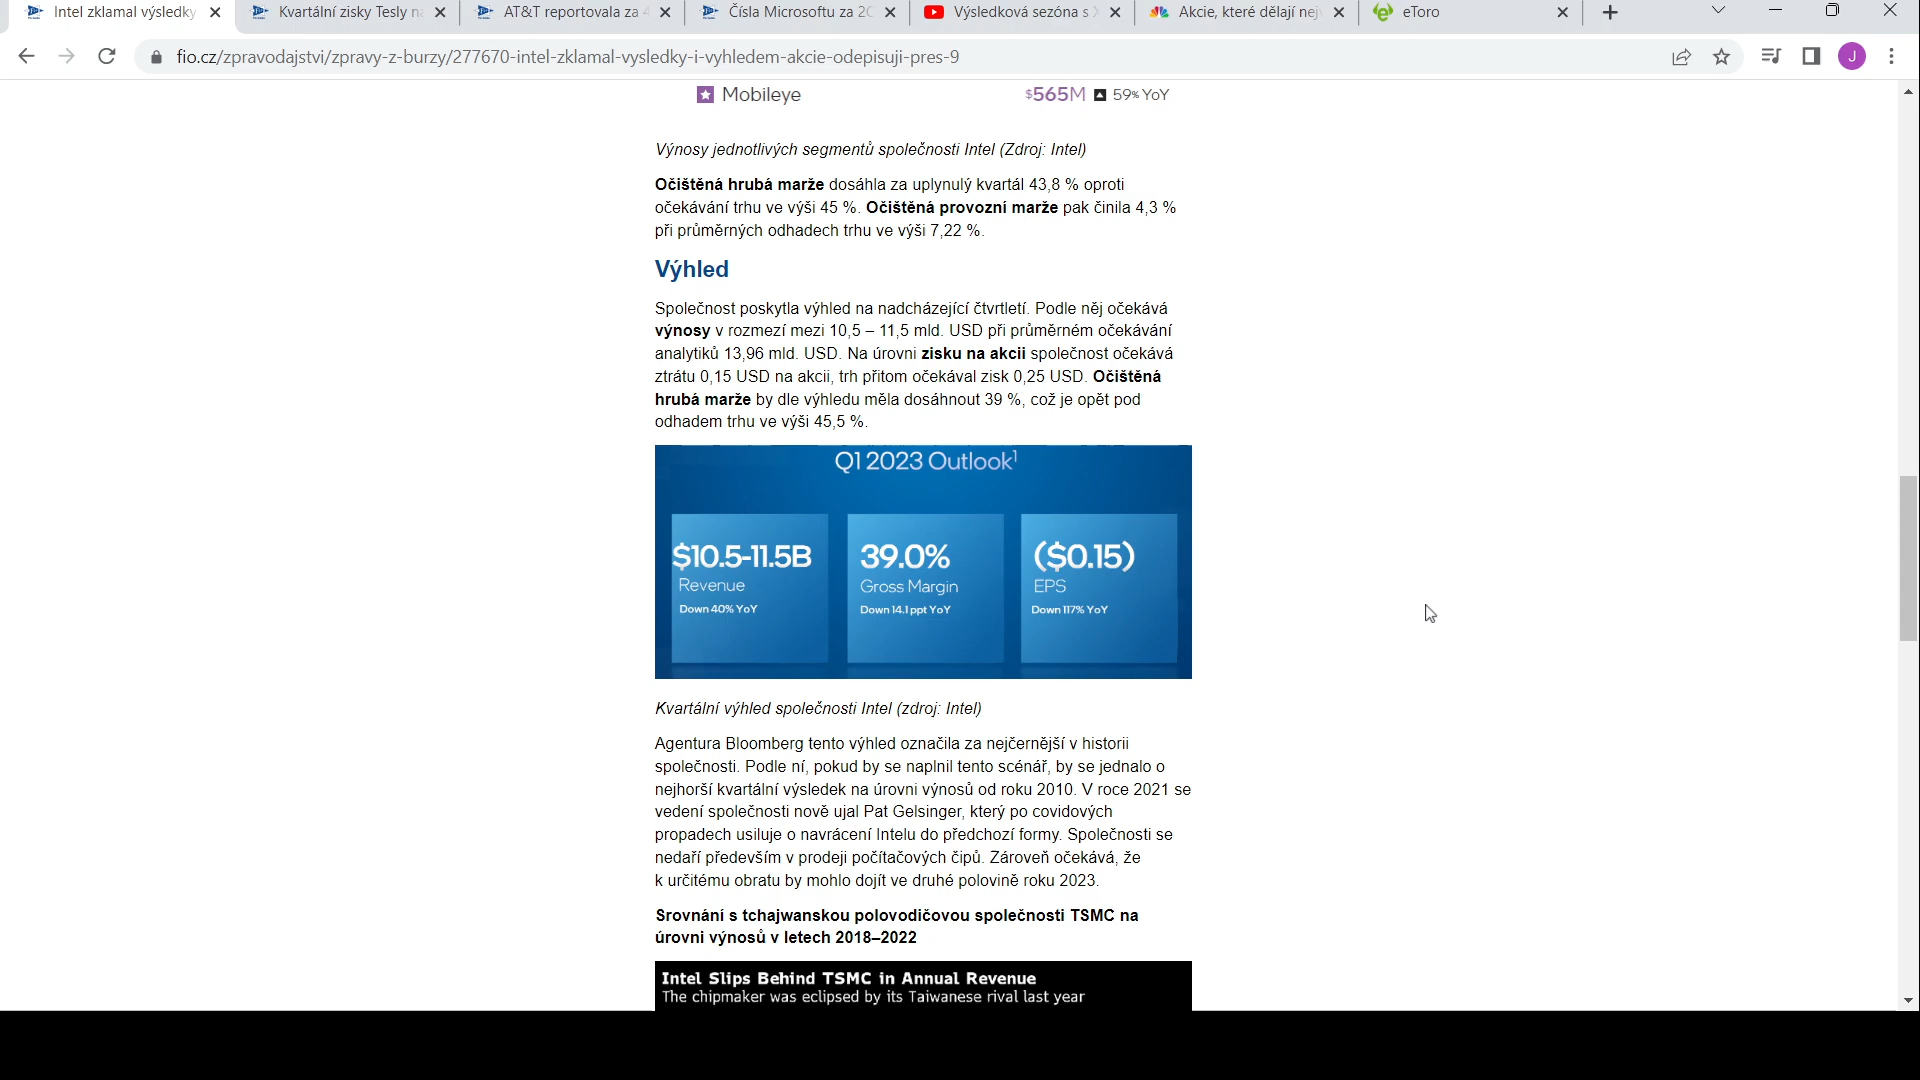 Intel zklamal výsledky
Kvartální zisky Tesly na
AT&T reportovala za 4
Čísla Microsoftu za 2Q
Výsledková sezóna s X
Akcie, které dělají nej
eToro
fio.cz/zpravodajstvi/zpravy-z-burzy/277670-intel-zklamal-vysledky-i-vyhledem-akcie-odepisuji-pres-9
J
Mobileye $565M 59% YoY
Výnosy jednotlivých segmentů společnosti Intel (Zdroj: Intel)
Očištěná hrubá marže dosáhla za uplynulý kvartál 43,8 % oproti
očekávání trhu ve výši 45 %. Očištěná provozní marže pak činila 4,3 %
při průměrných odhadech trhu ve výši 7,22 %.
Výhled
Společnost poskytla výhled na nadcházející čtvrtletí. Podle něj očekává
výnosy v rozmezí mezi 10,5 – 11,5 mld. USD při průměrném očekávání
analytiků 13,96 mld. USD. Na úrovni zisku na akcii společnost očekává
ztrátu 0,15 USD na akcii, trh přitom očekával zisk 0,25 USD. Očištěná
hrubá marže by dle výhledu měla dosáhnout 39 %, což je opět pod
odhadem trhu ve výši 45,5 %.
Q1 2023 Outlook1
$10.5-11.5B
Revenue
Down 40% YoY
39.0%
Gross Margin
Down 14.1 ppt YoY
($0.15)
EPS
Down 117% YoY
Kvartální výhled společnosti Intel (zdroj: Intel)
Agentura Bloomberg tento výhled označila za nejčernější v historii
společnosti. Podle ní, pokud by se naplnil tento scénář, by se jednalo o
nejhorší kvartální výsledek na úrovni výnosů od roku 2010. V roce 2021 se
vedení společnosti nově ujal Pat Gelsinger, který po covidových
propadech usiluje o navrácení Intelu do předchozí formy. Společnosti se
nedaří především v prodeji počítačových čipů. Zároveň očekává, že
k určitému obratu by mohlo dojít ve druhé polovině roku 2023.
Srovnání s tchajwanskou polovodičovou společnosti TSMC na
úrovni výnosů v letech 2018–2022
Intel Slips Behind TSMC in Annual Revenue
The chipmaker was eclipsed by its Taiwanese rival last year